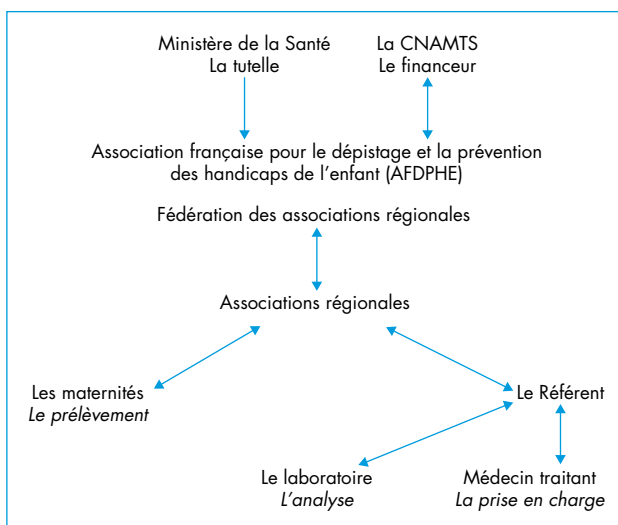 Ministère de la Santé
La tutelle
La CNAMTS
Le financeur
Association française pour le dépistage et la prévention
des handicaps de l’enfant (AFDPHE)
Fédération des associations régionales
Associations régionales
Les maternités
Le prélèvement
Le Référent
Le laboratoire
L’analyse
Médecin traitant
La prise en charge